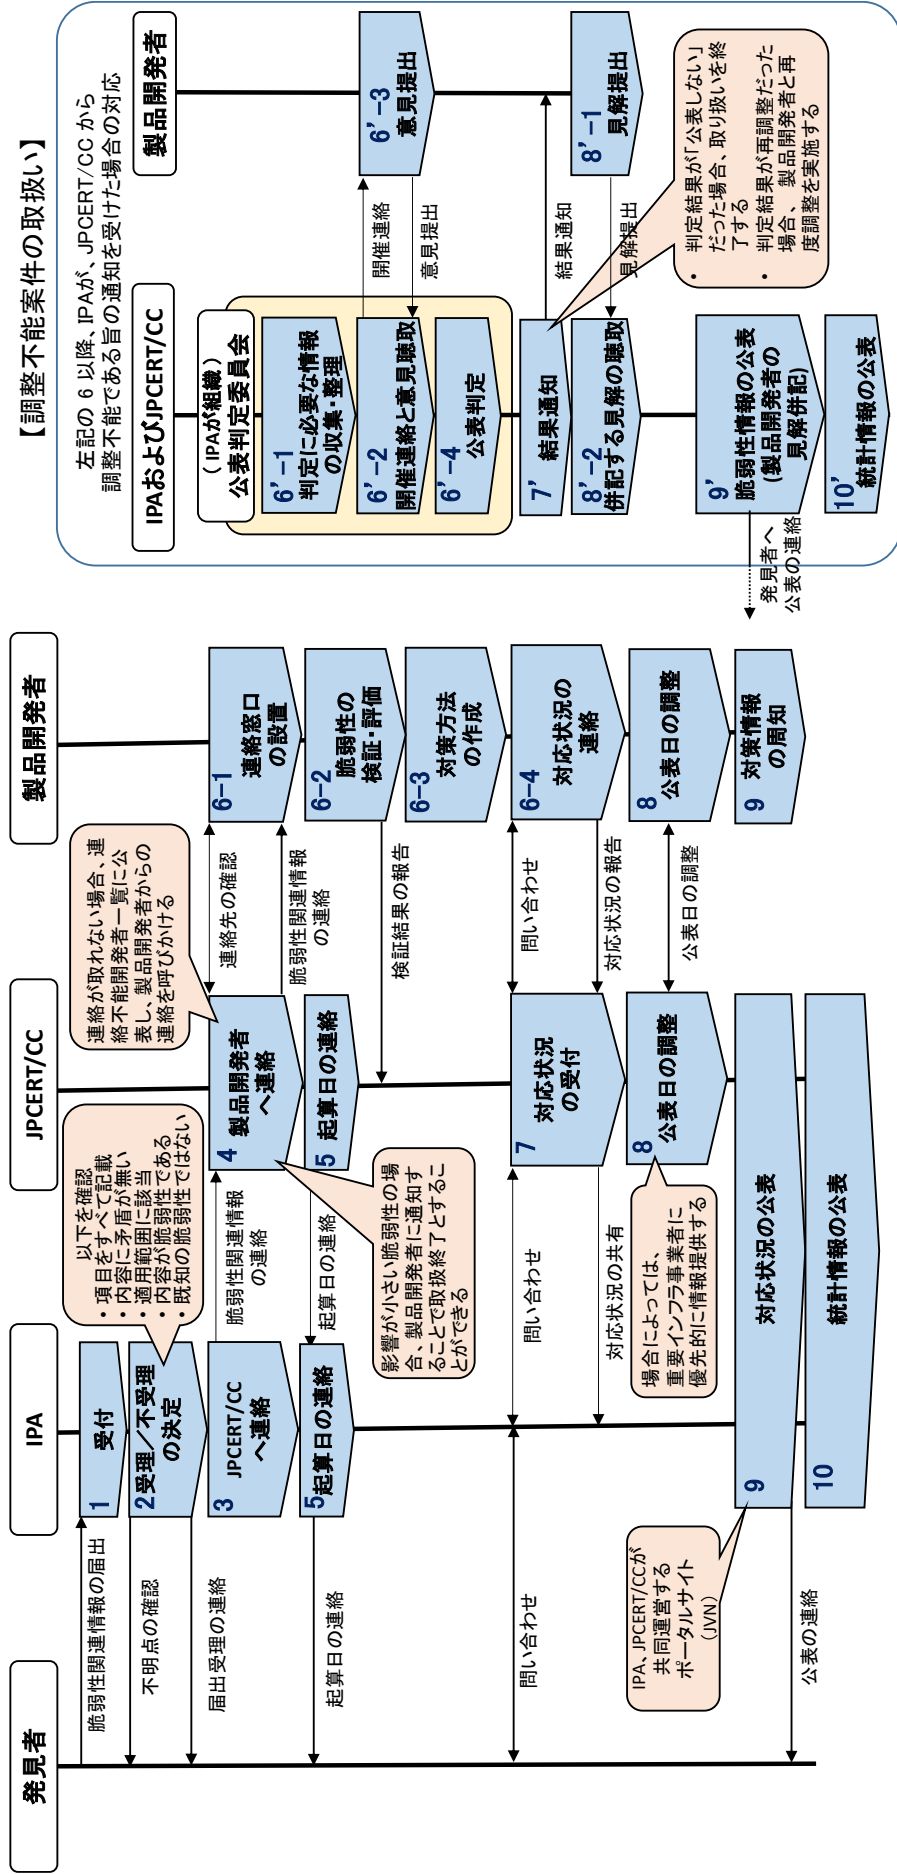 発見者
IPA
JPCERT/CC
製品開発者
脆弱性関連情報の届出
不明点の確認
届出受理の連絡
起算日の連絡
問い合わせ
公表の連絡
1
受付
2受理／不受理
の決定
3
JPCERT/CC
へ連絡
5起算日の連絡
以下を確認
・項目をすべて記載
・内容に矛盾が無い
・適用範囲に該当
・内容が脆弱性である
・既知の脆弱性ではない
脆弱性関連情報
の連絡
起算日の連絡
問い合わせ
対応状況の共有
IPA、JPCERT/CCが
共同運営する
ポータルサイト
(JVN)
4
製品開発者
へ連絡
5 起算日の連絡
連絡が取れない場合、連
絡不能開発者一覧に公
表し、製品開発者からの
連絡を呼びかける
影響が小さい脆弱性の場
合、製品開発者に通知す
ることで取扱終了とするこ
とができる
7
対応状況
の受付
8
公表日の調整
場合によっては、
重要インフラ事業者に
優先的に情報提供する
9
対応状況の公表
10
統計情報の公表
連絡先の確認
脆弱性関連情報
の連絡
検証結果の報告
問い合わせ
対応状況の報告
公表日の調整
6-1
連絡窓口
の設置
6-2
脆弱性の
検証・評価
6-3
対策方法
の作成
6-4
対応状況の
連絡
8
公表日の調整
9
対策情報
の周知
【調整不能案件の取扱い】
左記の 6 以降、IPAが、JPCERT/CC から
調整不能である旨の通知を受けた場合の対応
IPAおよびJPCERT/CC
製品開発者
（IPAが組織）
公表判定委員会
6’-1
判定に必要な情報
の収集・整理
6’-2
開催連絡と意見聴取
6’-4
公表判定
7’
結果通知
8’-2
併記する見解の聴取
9’
脆弱性情報の公表
(製品開発者の
見解併記)
10’
統計情報の公表
発見者へ
公表の連絡
開催連絡
意見提出
結果通知
見解提出
6’-3
意見提出
8’-1
見解提出
• 判定結果が「公表しない」
だった場合、取り扱いを終
了する
• 判定結果が再調整だった
場合、製品開発者と再
度調整を実施する